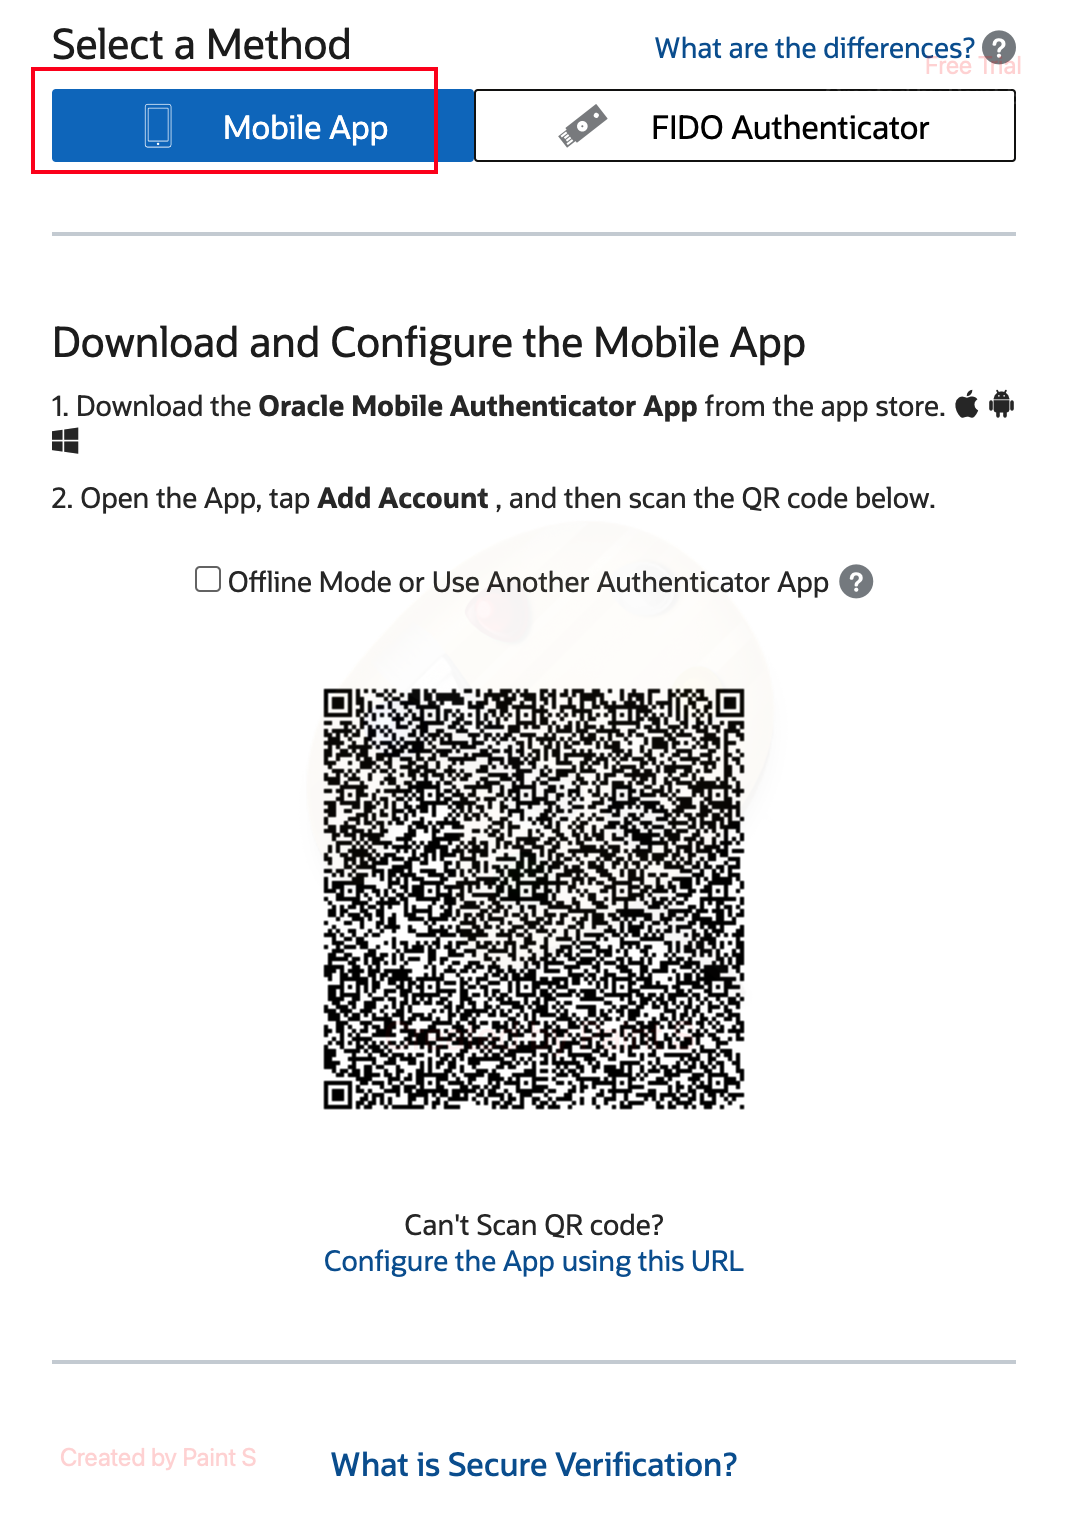 Select a Method
What are the differences? ?
Free Trial
Mobile App
FIDO Authenticator
Download and Configure the Mobile App
1. Download the Oracle Mobile Authenticator App from the app store.
2. Open the App, tap Add Account , and then scan the QR code below.
Offline Mode or Use Another Authenticator App ?
Can't Scan QR code?
Configure the App using this URL
Created by Paint S
What is Secure Verification?